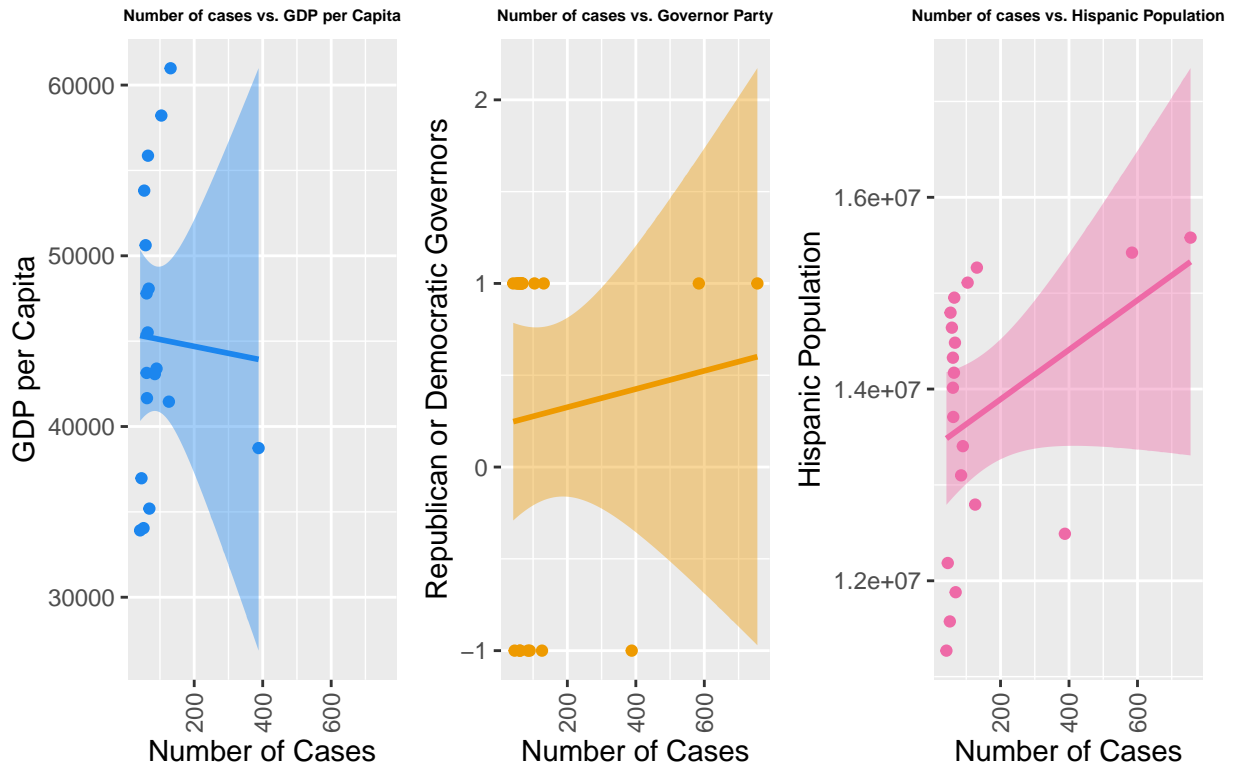 Number of cases vs. GDP per Capita
GDP per Capita
60000
50000
40000
30000
200
400
600
Number of Cases
Number of cases vs. Governor Party
Republican or Democratic Governors
2
1
0
−1
200
400
600
Number of Cases
Number of cases vs. Hispanic Population
Hispanic Population
1.6e+07
1.4e+07
1.2e+07
200
400
600
Number of Cases